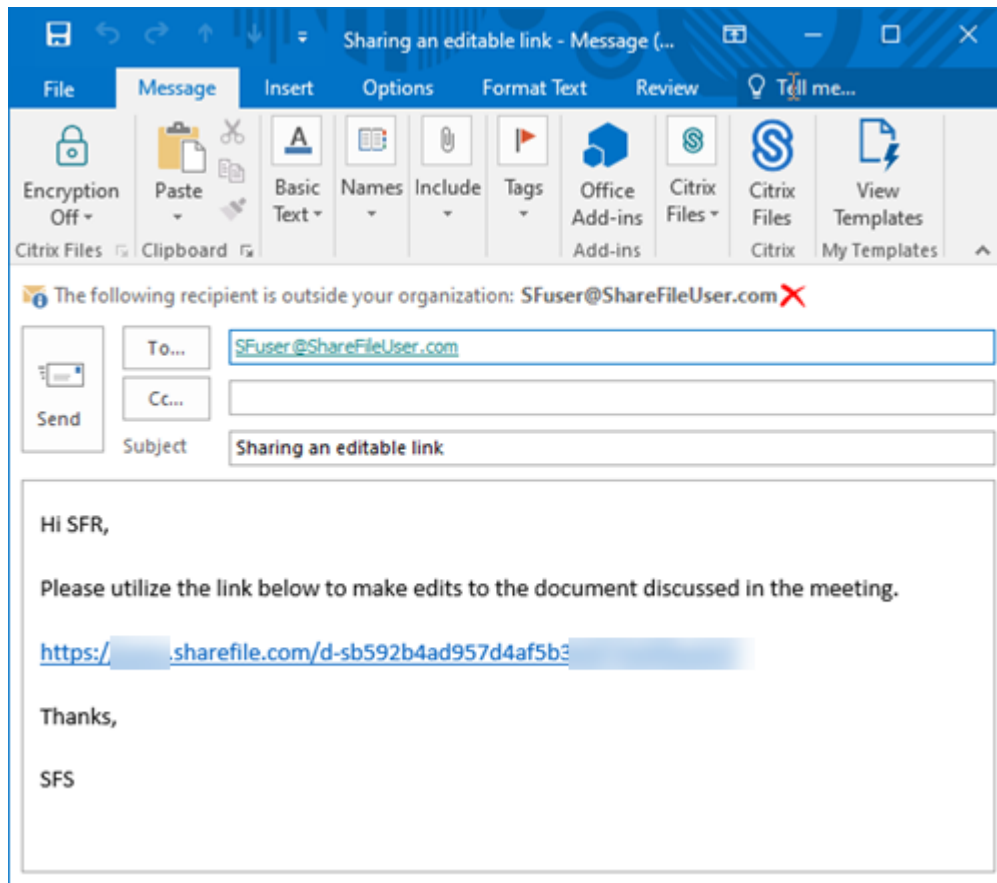 Sharing an editable link - Message (...
File Message Insert Options Format Text Review Tell me...
Encryption Off Paste Basic Text Names Include Tags Office Add-ins Citrix Files Citrix Files View Templates
Citrix Files Clipboard Add-ins Citrix My Templates
The following recipient is outside your organization: SFuser@ShareFileUser.com
To... SFuser@ShareFileUser.com
Cc...
Send
Subject Sharing an editable link
Hi SFR,
Please utilize the link below to make edits to the document discussed in the meeting.
https:/ .sharefile.com/d-sb592b4ad957d4af5b3
Thanks,
SFS